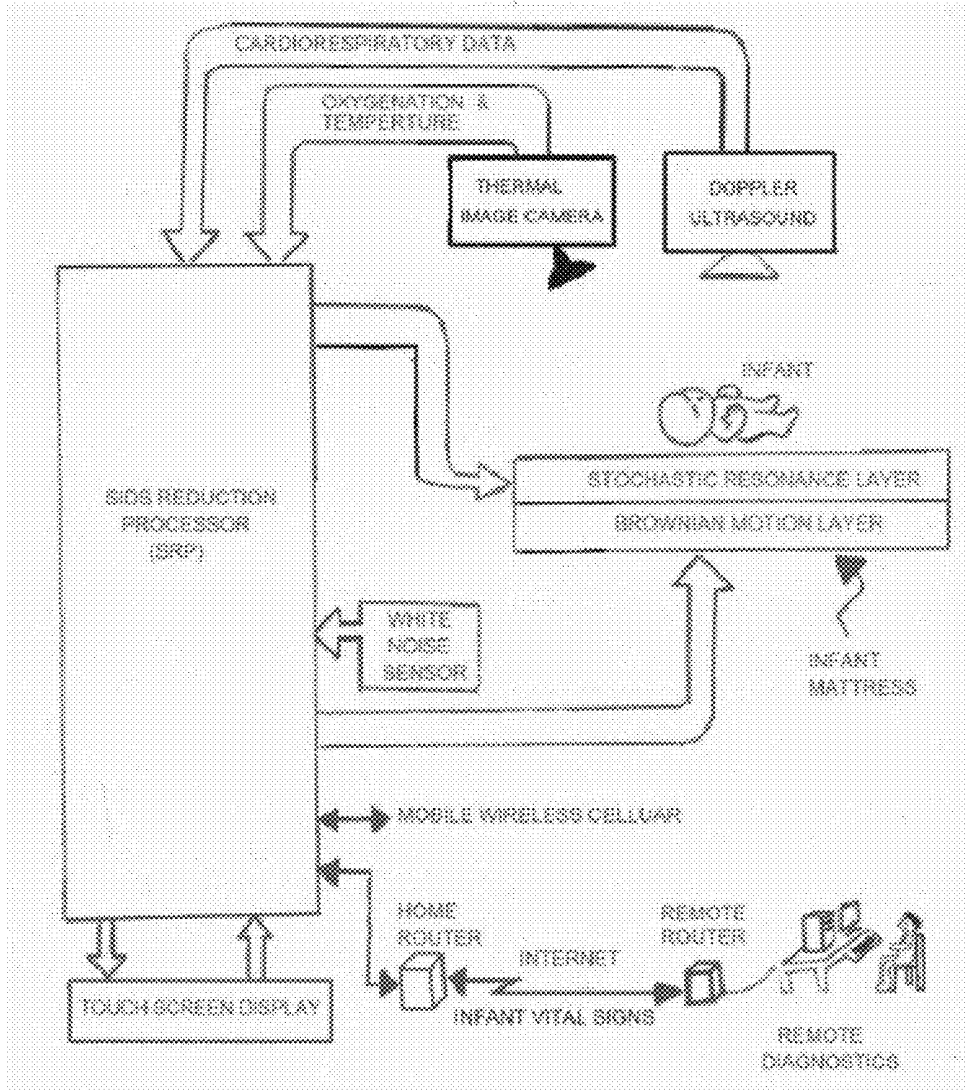 CARDIORESPIRATORY DATA
OXYGENATION &
TEMPERTURE
THERMAL
IMAGE CAMERA
DOPPLER
ULTRASOUND
INFANT
STOCHASTIC RESONANCE LAYER
BROWNIAN MOTION LAYER
SIDS REDUCTION
PROCESSOR
(SRP)
WHITE
NOISE
SENSOR
INFANT
MATTRESS
MOBILE WIRELESS CELLUAR
HOME
ROUTER
REMOTE
ROUTER
INTERNET
INFANT VITAL SIGNS
TOUCH SCREEN DISPLAY
REMOTE
DIAGNOSTICS